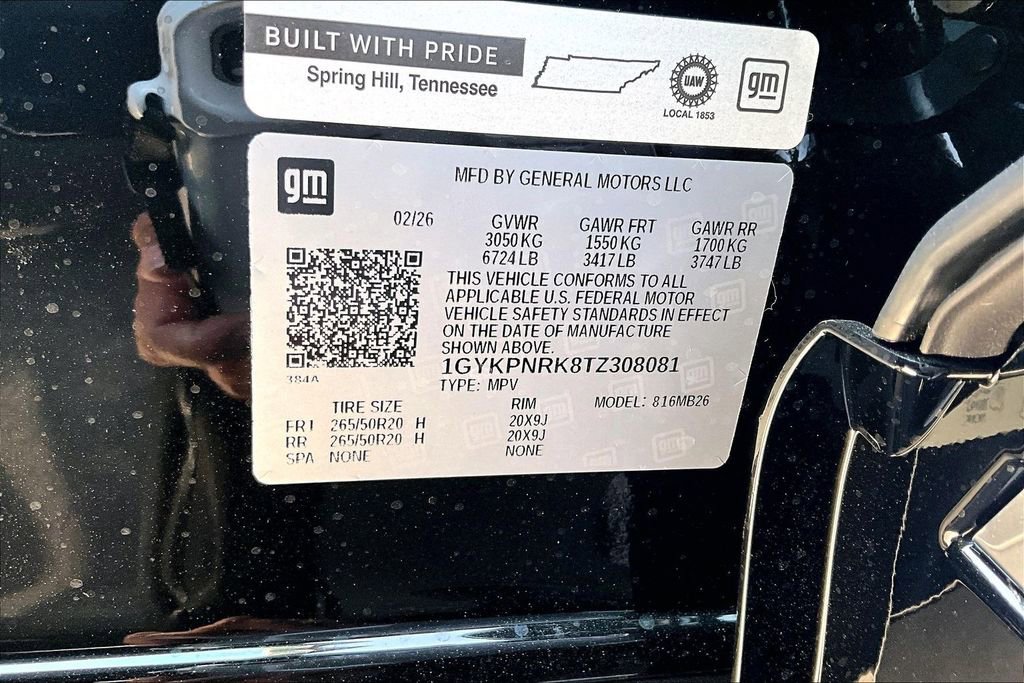 BUILT WITH PRIDE
Spring Hill, Tennessee
UAW
LOCAL 1853
gm
gm
MFD BY GENERAL MOTORS LLC
02/26 GVWR GAWR FRT GAWR RR
3050 KG 1550 KG 1700 KG
6724 LB 3417 LB 3747 LB
THIS VEHICLE CONFORMS TO ALL
APPLICABLE U.S. FEDERAL MOTOR
VEHICLE SAFETY STANDARDS IN EFFECT
ON THE DATE OF MANUFACTURE
SHOWN ABOVE.
384A
1GYKPNRK8TZ308081
TYPE: MPV
TIRE SIZE RIM MODEL: 816MB26
FRT 265/50R20 H 20X9J
RR 265/50R20 H 20X9J
SPA NONE NONE